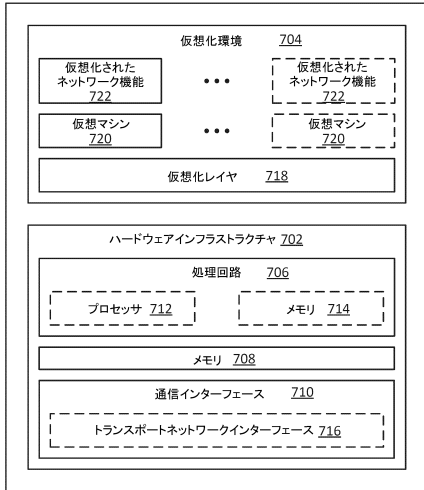 仮想化環境 704
仮想化された
ネットワーク機能
722
•••
仮想化された
ネットワーク機能
722
仮想マシン
720
•••
仮想マシン
720
仮想化レイヤ 718
ハードウェアインフラストラクチャ 702
処理回路 706
プロセッサ 712
メモリ 714
メモリ 708
通信インターフェース 710
トランスポートネットワークインターフェース 716